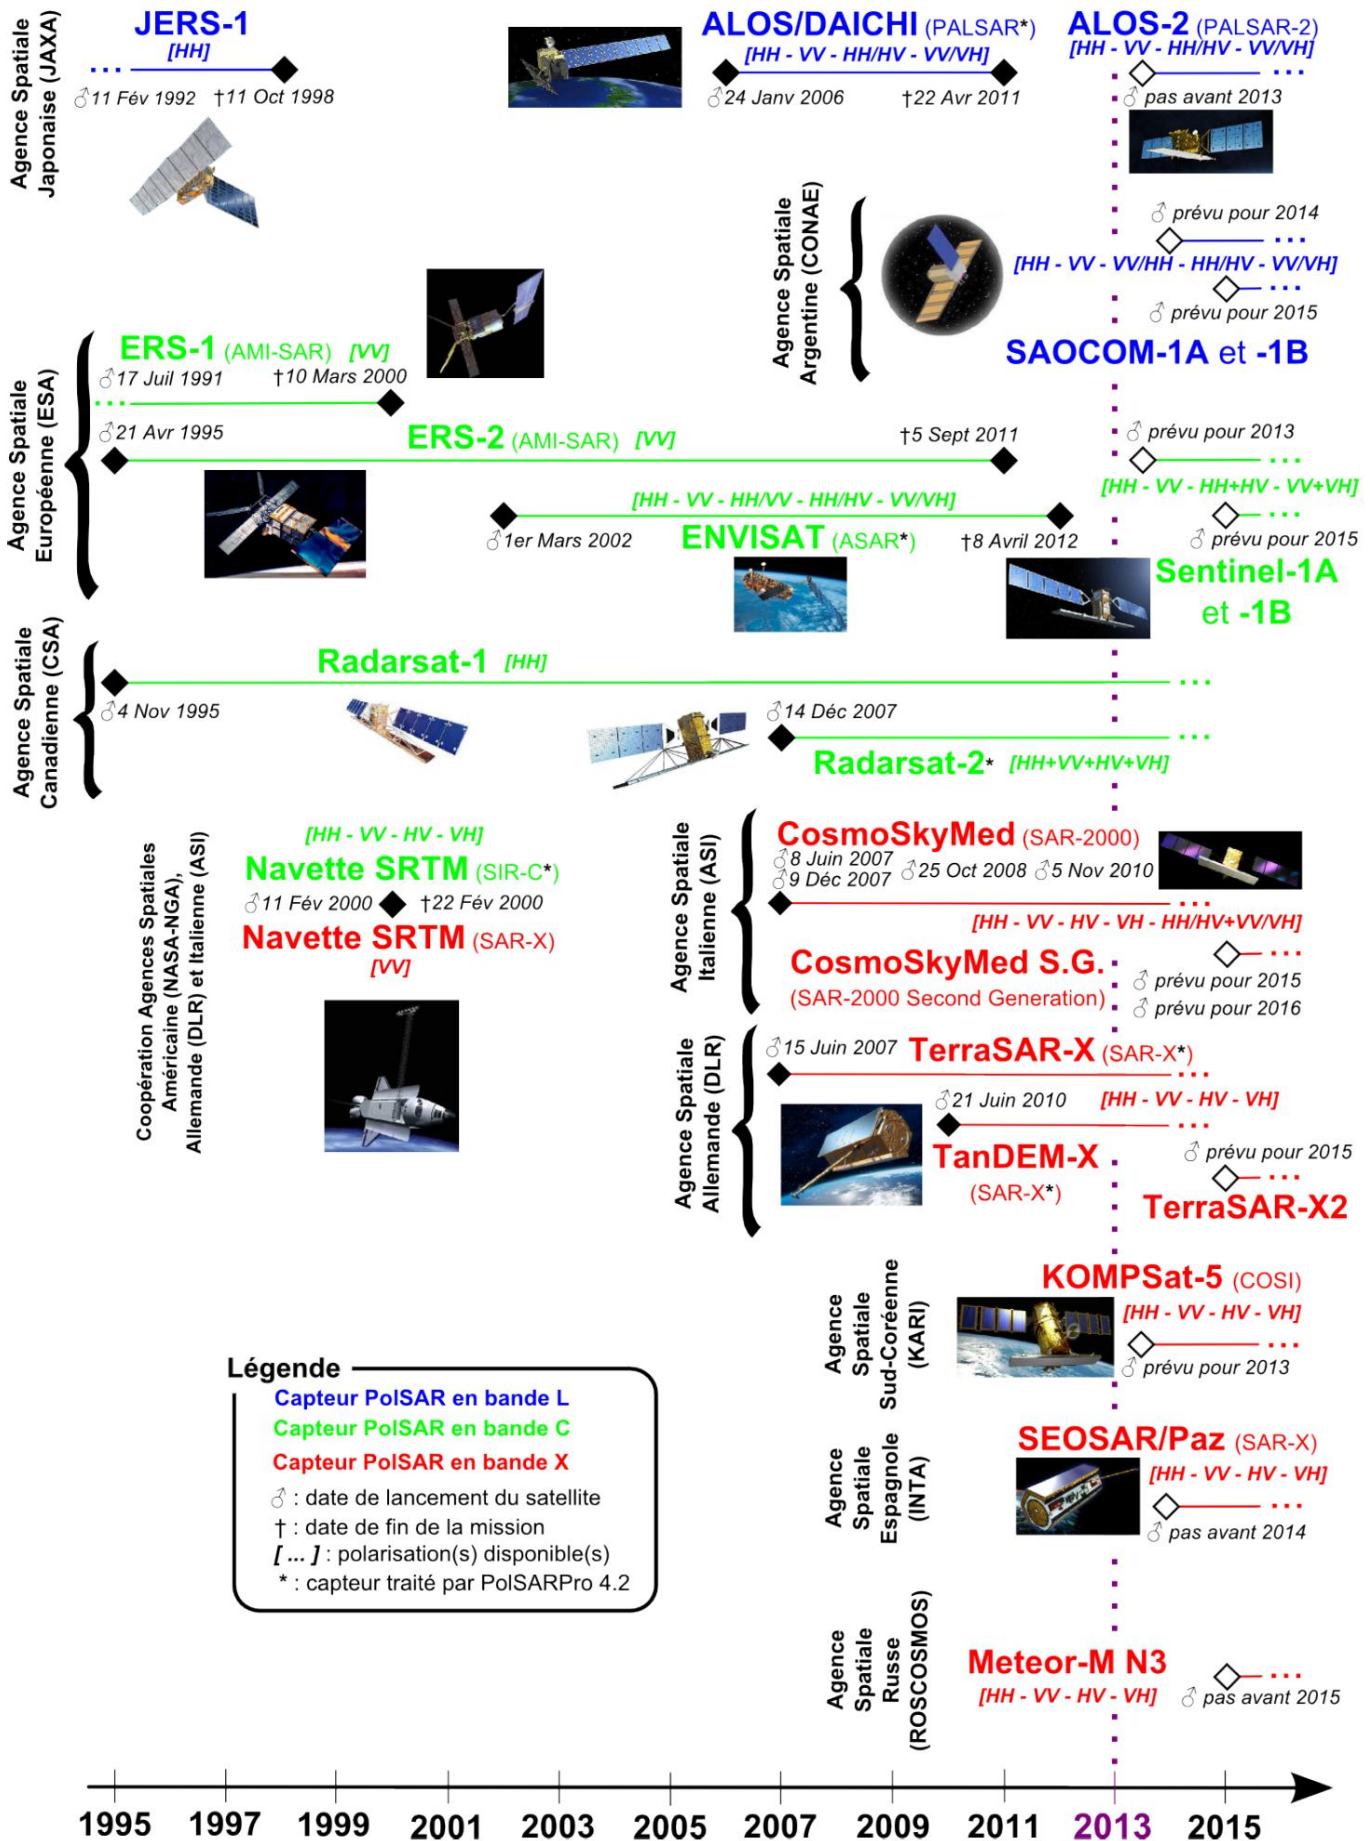 Agence Spatiale
Japonaise (JAXA)
JERS-1
[HH]
...
♂11 Fév 1992 †11 Oct 1998
ALOS/DAICHI (PALSAR*)
[HH - VV - HH/HV - VV/VH]
♂24 Janv 2006 †22 Avr 2011
ALOS-2 (PALSAR-2)
[HH - VV - HH/HV - VV/VH]
...
♂ pas avant 2013
Agence Spatiale
Argentine (CONAE)
♂ prévu pour 2014
...
[HH - VV - VV/HH - HH/HV - VV/VH]
...
♂ prévu pour 2015
SAOCOM-1A et -1B
Agence Spatiale
Européenne (ESA)
ERS-1 (AMI-SAR) [VV]
♂17 Juil 1991 †10 Mars 2000
...
♂21 Avr 1995
ERS-2 (AMI-SAR) [VV]
†5 Sept 2011
[HH - VV - HH/VV - HH/HV - VV/VH]
♂1er Mars 2002
ENVISAT (ASAR*)
†8 Avril 2012
♂ prévu pour 2013
...
[HH - VV - HH+HV - VV+VH]
...
♂ prévu pour 2015
Sentinel-1A
et -1B
Agence Spatiale
Canadienne (CSA)
Radarsat-1 [HH]
...
♂4 Nov 1995
♂14 Déc 2007
...
Radarsat-2* [HH+VV+HV+VH]
Coopération Agences Spatiales
Américaine (NASA-NGA),
Allemande (DLR) et Italienne (ASI)
[HH - VV - HV - VH]
Navette SRTM (SIR-C*)
♂11 Fév 2000 †22 Fév 2000
Navette SRTM (SAR-X)
[VV]
Agence Spatiale
Italienne (ASI)
CosmoSkyMed (SAR-2000)
♂8 Juin 2007
♂9 Déc 2007 ♂25 Oct 2008 ♂5 Nov 2010
...
[HH - VV - HV - VH - HH/HV+VV/VH]
CosmoSkyMed S.G.
(SAR-2000 Second Generation)
...
♂ prévu pour 2015
♂ prévu pour 2016
Agence Spatiale
Allemande (DLR)
♂15 Juin 2007 TerraSAR-X (SAR-X*)
...
♂21 Juin 2010 [HH - VV - HV - VH]
...
TanDEM-X
(SAR-X*)
♂ prévu pour 2015
...
TerraSAR-X2
Agence
Spatiale
Sud-Coréenne
(KARI)
KOMPSat-5 (COSI)
[HH - VV - HV - VH]
...
♂ prévu pour 2013
Agence
Spatiale
Espagnole
(INTA)
SEOSAR/Paz (SAR-X)
[HH - VV - HV - VH]
...
♂ pas avant 2014
Agence
Spatiale
Russe
(ROSCOSMOS)
Meteor-M N3
[HH - VV - HV - VH]
...
♂ pas avant 2015
Légende
Capteur PolSAR en bande L
Capteur PolSAR en bande C
Capteur PolSAR en bande X
♂ : date de lancement du satellite
† : date de fin de la mission
[ ... ] : polarisation(s) disponible(s)
* : capteur traité par PolSARPro 4.2
1995 1997 1999 2001 2003 2005 2007 2009 2011 2013 2015